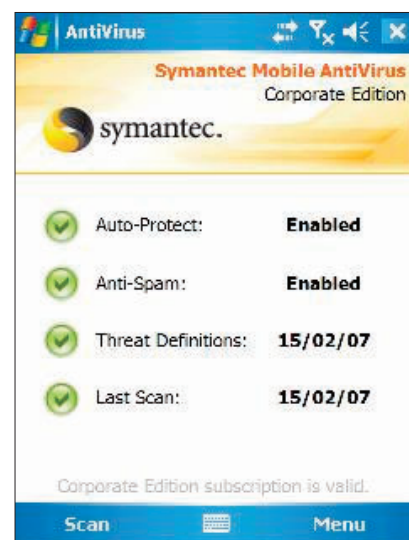 AntiVirus
Symantec Mobile AntiVirus
Corporate Edition
symantec.
Auto-Protect: Enabled
Anti-Spam: Enabled
Threat Definitions: 15/02/07
Last Scan: 15/02/07
Corporate Edition subscription is valid.
Scan Menu